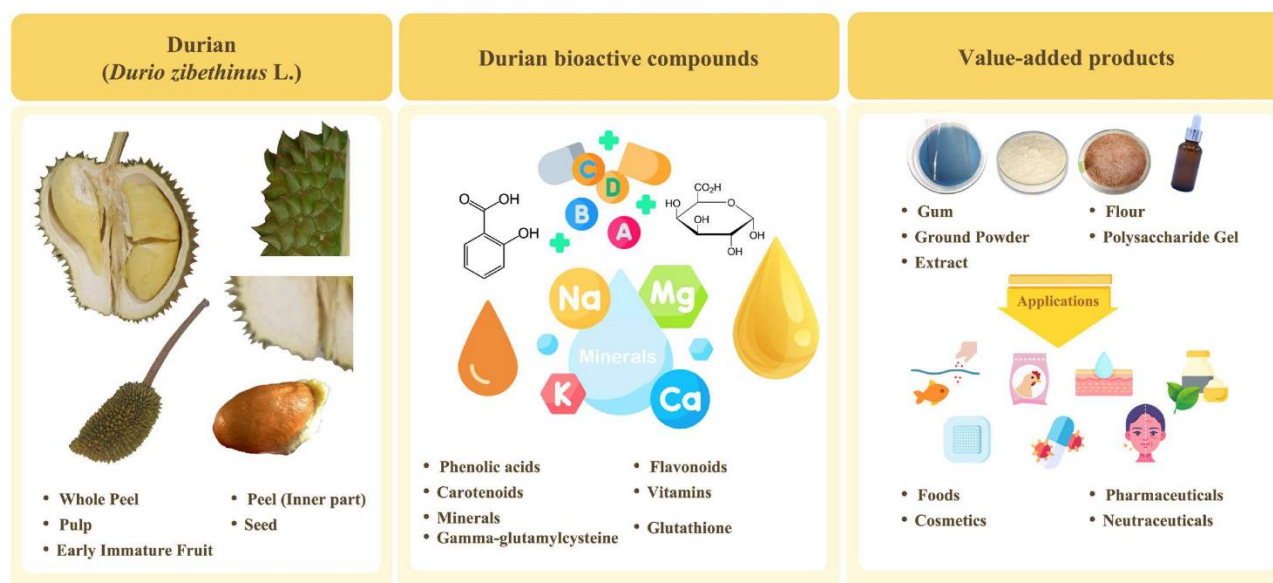 Durian
(Durio zibethinus L.)
Whole Peel
Pulp
Early Immature Fruit
Peel (Inner part)
Seed
Durian bioactive compounds
C
D
B
A
O
OH
OH
CO₂H
HO
O
OH
OH
OH
Na
Mg
Minerals
K
Ca
Phenolic acids
Carotenoids
Minerals
Gamma-glutamylcysteine
Flavonoids
Vitamins
Glutathione
Value-added products
Gum
Ground Powder
Extract
Flour
Polysaccharide Gel
Applications
Foods
Cosmetics
Pharmaceuticals
Neutraceuticals